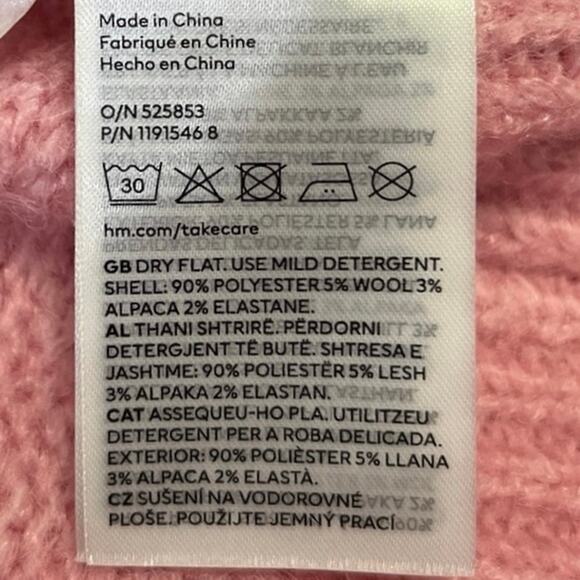 Made in China
Fabriqué en Chine
Hecho en China
O/N 525853
P/N 1191546 8
30
hm.com/takecare
GB DRY FLAT. USE MILD DETERGENT.
SHELL: 90% POLYESTER 5% WOOL 3%
ALPACA 2% ELASTANE.
AL THANI SHTRIRË. PËRDORNI
DETERGJENT TË BUTË. SHTRESA E
JASHTME: 90% POLIESTËR 5% LESH
3% ALPAKA 2% ELASTAN.
CAT ASSEQUEU-HO PLA. UTILITZEU
DETERGENT PER A ROBA DELICADA.
EXTERIOR: 90% POLIÈSTER 5% LLANA
3% ALPACA 2% ELASTÀ.
CZ SUŠENÍ NA VODOROVNÉ
PLOŠE. POUŽIJTE JEMNÝ PRACÍ